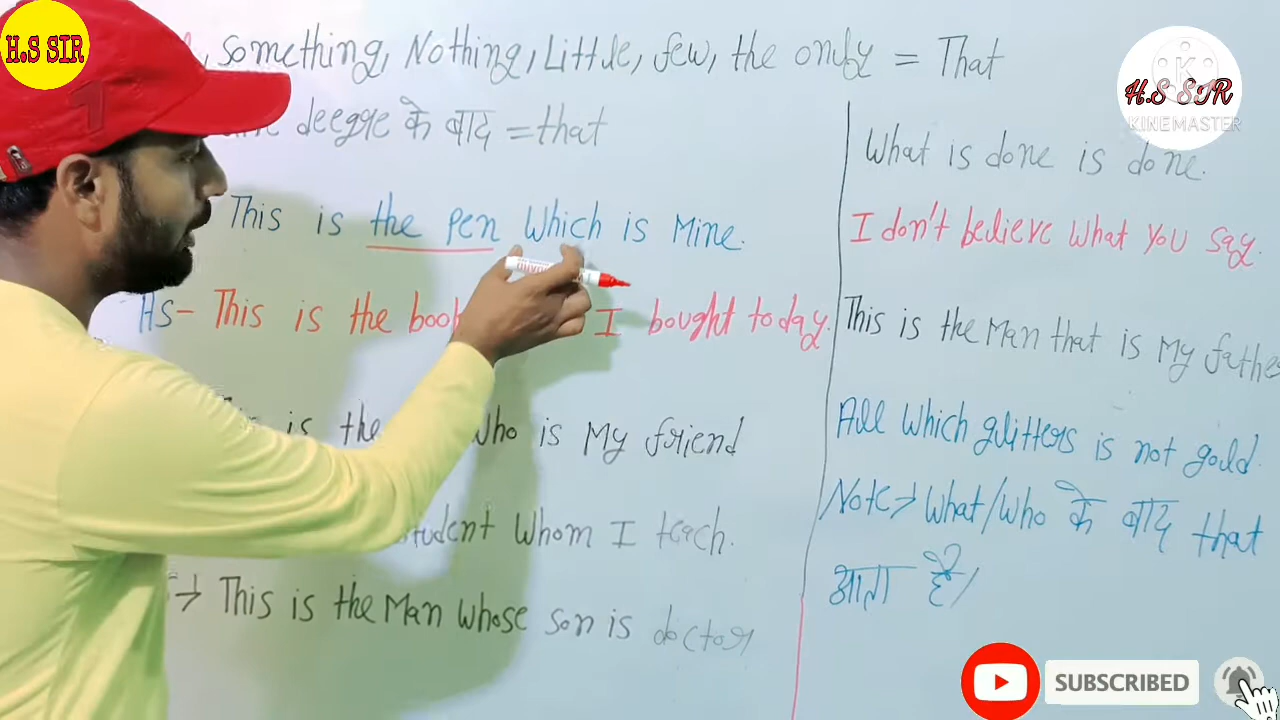 H.S SIR
, Something, Nothing, Little, few, the only = That
deegre के बाद = that
This is the Pen Which is Mine.
HS- This is the book I bought today.
is the Who is My friend
student whom I teach.
→ This is the Man whose son is doctor
H.S SIR
KINEMASTER
What is done is done.
I don't believe what you say.
This is the Man that is My fathe
All which glitters is not gold.
Note → What/Who के बाद that
आता है/
SUBSCRIBED